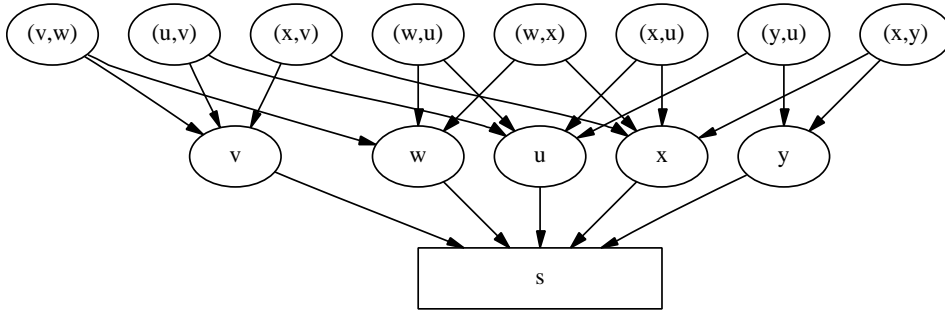 (v,w) (u,v) (x,v) (w,u) (w,x) (x,u) (y,u) (x,y)
v w u x y
s